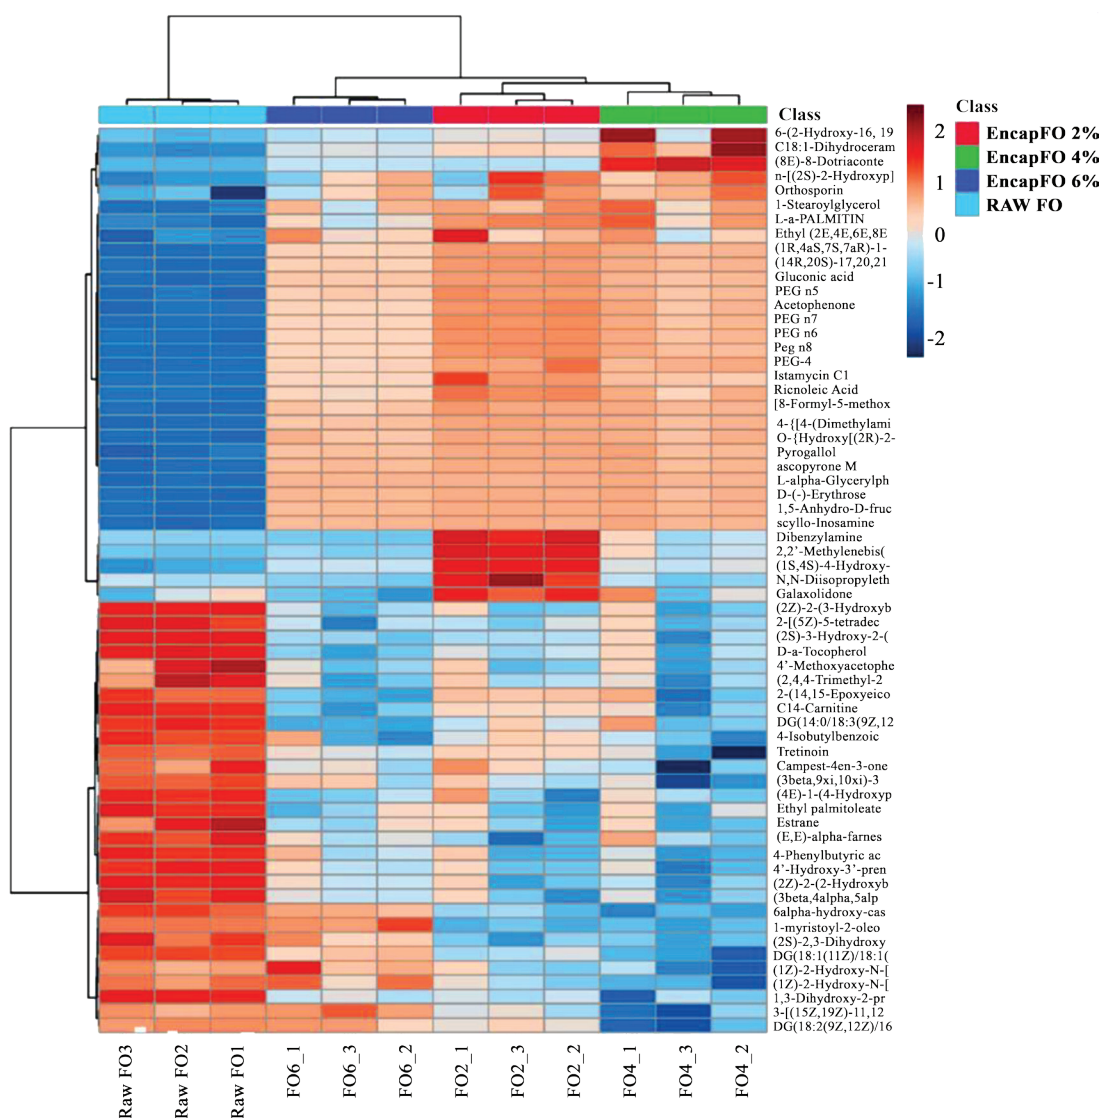 Class
6-(2-Hydroxy-16, 19
C18:1-Dihydroceram
(8E)-8-Dotriaconte
n-[(2S)-2-Hydroxyp]
Orthosporin
1-Stearoylglycerol
L-a-PALMITIN
Ethyl (2E,4E,6E,8E
(1R,4aS,7S,7aR)-1-
(14R,20S)-17,20,21
Gluconic acid
PEG n5
Acetophenone
PEG n7
PEG n6
Peg n8
PEG-4
Istamycin C1
Ricnoleic Acid
[8-Formyl-5-methox
4-{[4-(Dimethylami
O-{Hydroxy[(2R)-2-
Pyrogallol
ascopyrone M
L-alpha-Glycerylph
D-(-)-Erythrose
1,5-Anhydro-D-fruc
scyllo-Inosamine
Dibenzylamine
2,2'-Methylenebis(
(1S,4S)-4-Hydroxy-
N,N-Diisopropyleth
Galaxolidone
(2Z)-2-(3-Hydroxyb
2-[(5Z)-5-tetradec
(2S)-3-Hydroxy-2-(
D-a-Tocopherol
4'-Methoxyacetophe
(2,4,4-Trimethyl-2
2-(14,15-Epoxyeico
C14-Carnitine
DG(14:0/18:3(9Z,12
4-Isobutylbenzoic
Tretinoin
Campest-4en-3-one
(3beta,9xi,10xi)-3
(4E)-1-(4-Hydroxyp
Ethyl palmitoleate
Estrane
(E,E)-alpha-farnes
4-Phenylbutyric ac
4'-Hydroxy-3'-pren
(2Z)-2-(2-Hydroxyb
(3beta,4alpha,5alp
6alpha-hydroxy-cas
1-myristoyl-2-oleo
(2S)-2,3-Dihydroxy
DG(18:1(11Z)/18:1(
(1Z)-2-Hydroxy-N-[
(1Z)-2-Hydroxy-N-[
1,3-Dihydroxy-2-pr
3-[(15Z,19Z)-11,12
DG(18:2(9Z,12Z)/16
2
1
0
-1
-2
Class
EncapFO 2%
EncapFO 4%
EncapFO 6%
RAW FO
Raw FO3
Raw FO2
Raw FO1
FO6_1
FO6_3
FO6_2
FO2_1
FO2_3
FO2_2
FO4_1
FO4_3
FO4_2